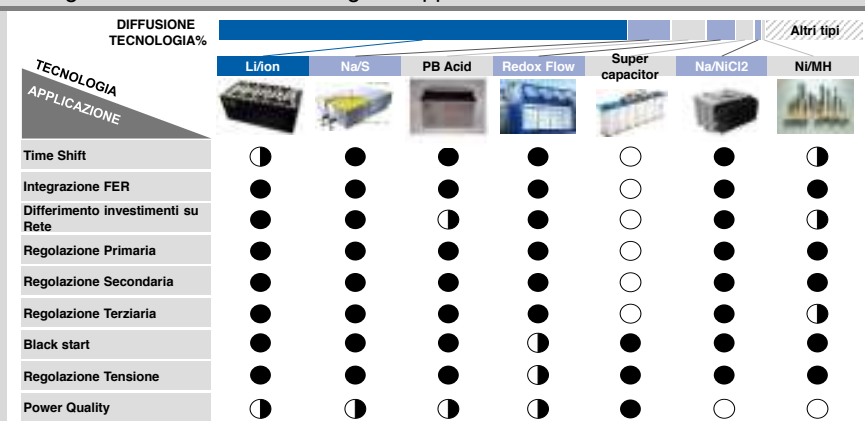 DIFFUSIONE
TECNOLOGIA%
Altri tipi
TECNOLOGIA
APPLICAZIONE
Li/ion
Na/S
PB Acid
Redox Flow
Super
capacitor
Na/NiCl2
Ni/MH
Time Shift
Integrazione FER
Differimento investimenti su
Rete
Regolazione Primaria
Regolazione Secondaria
Regolazione Terziaria
Black start
Regolazione Tensione
Power Quality